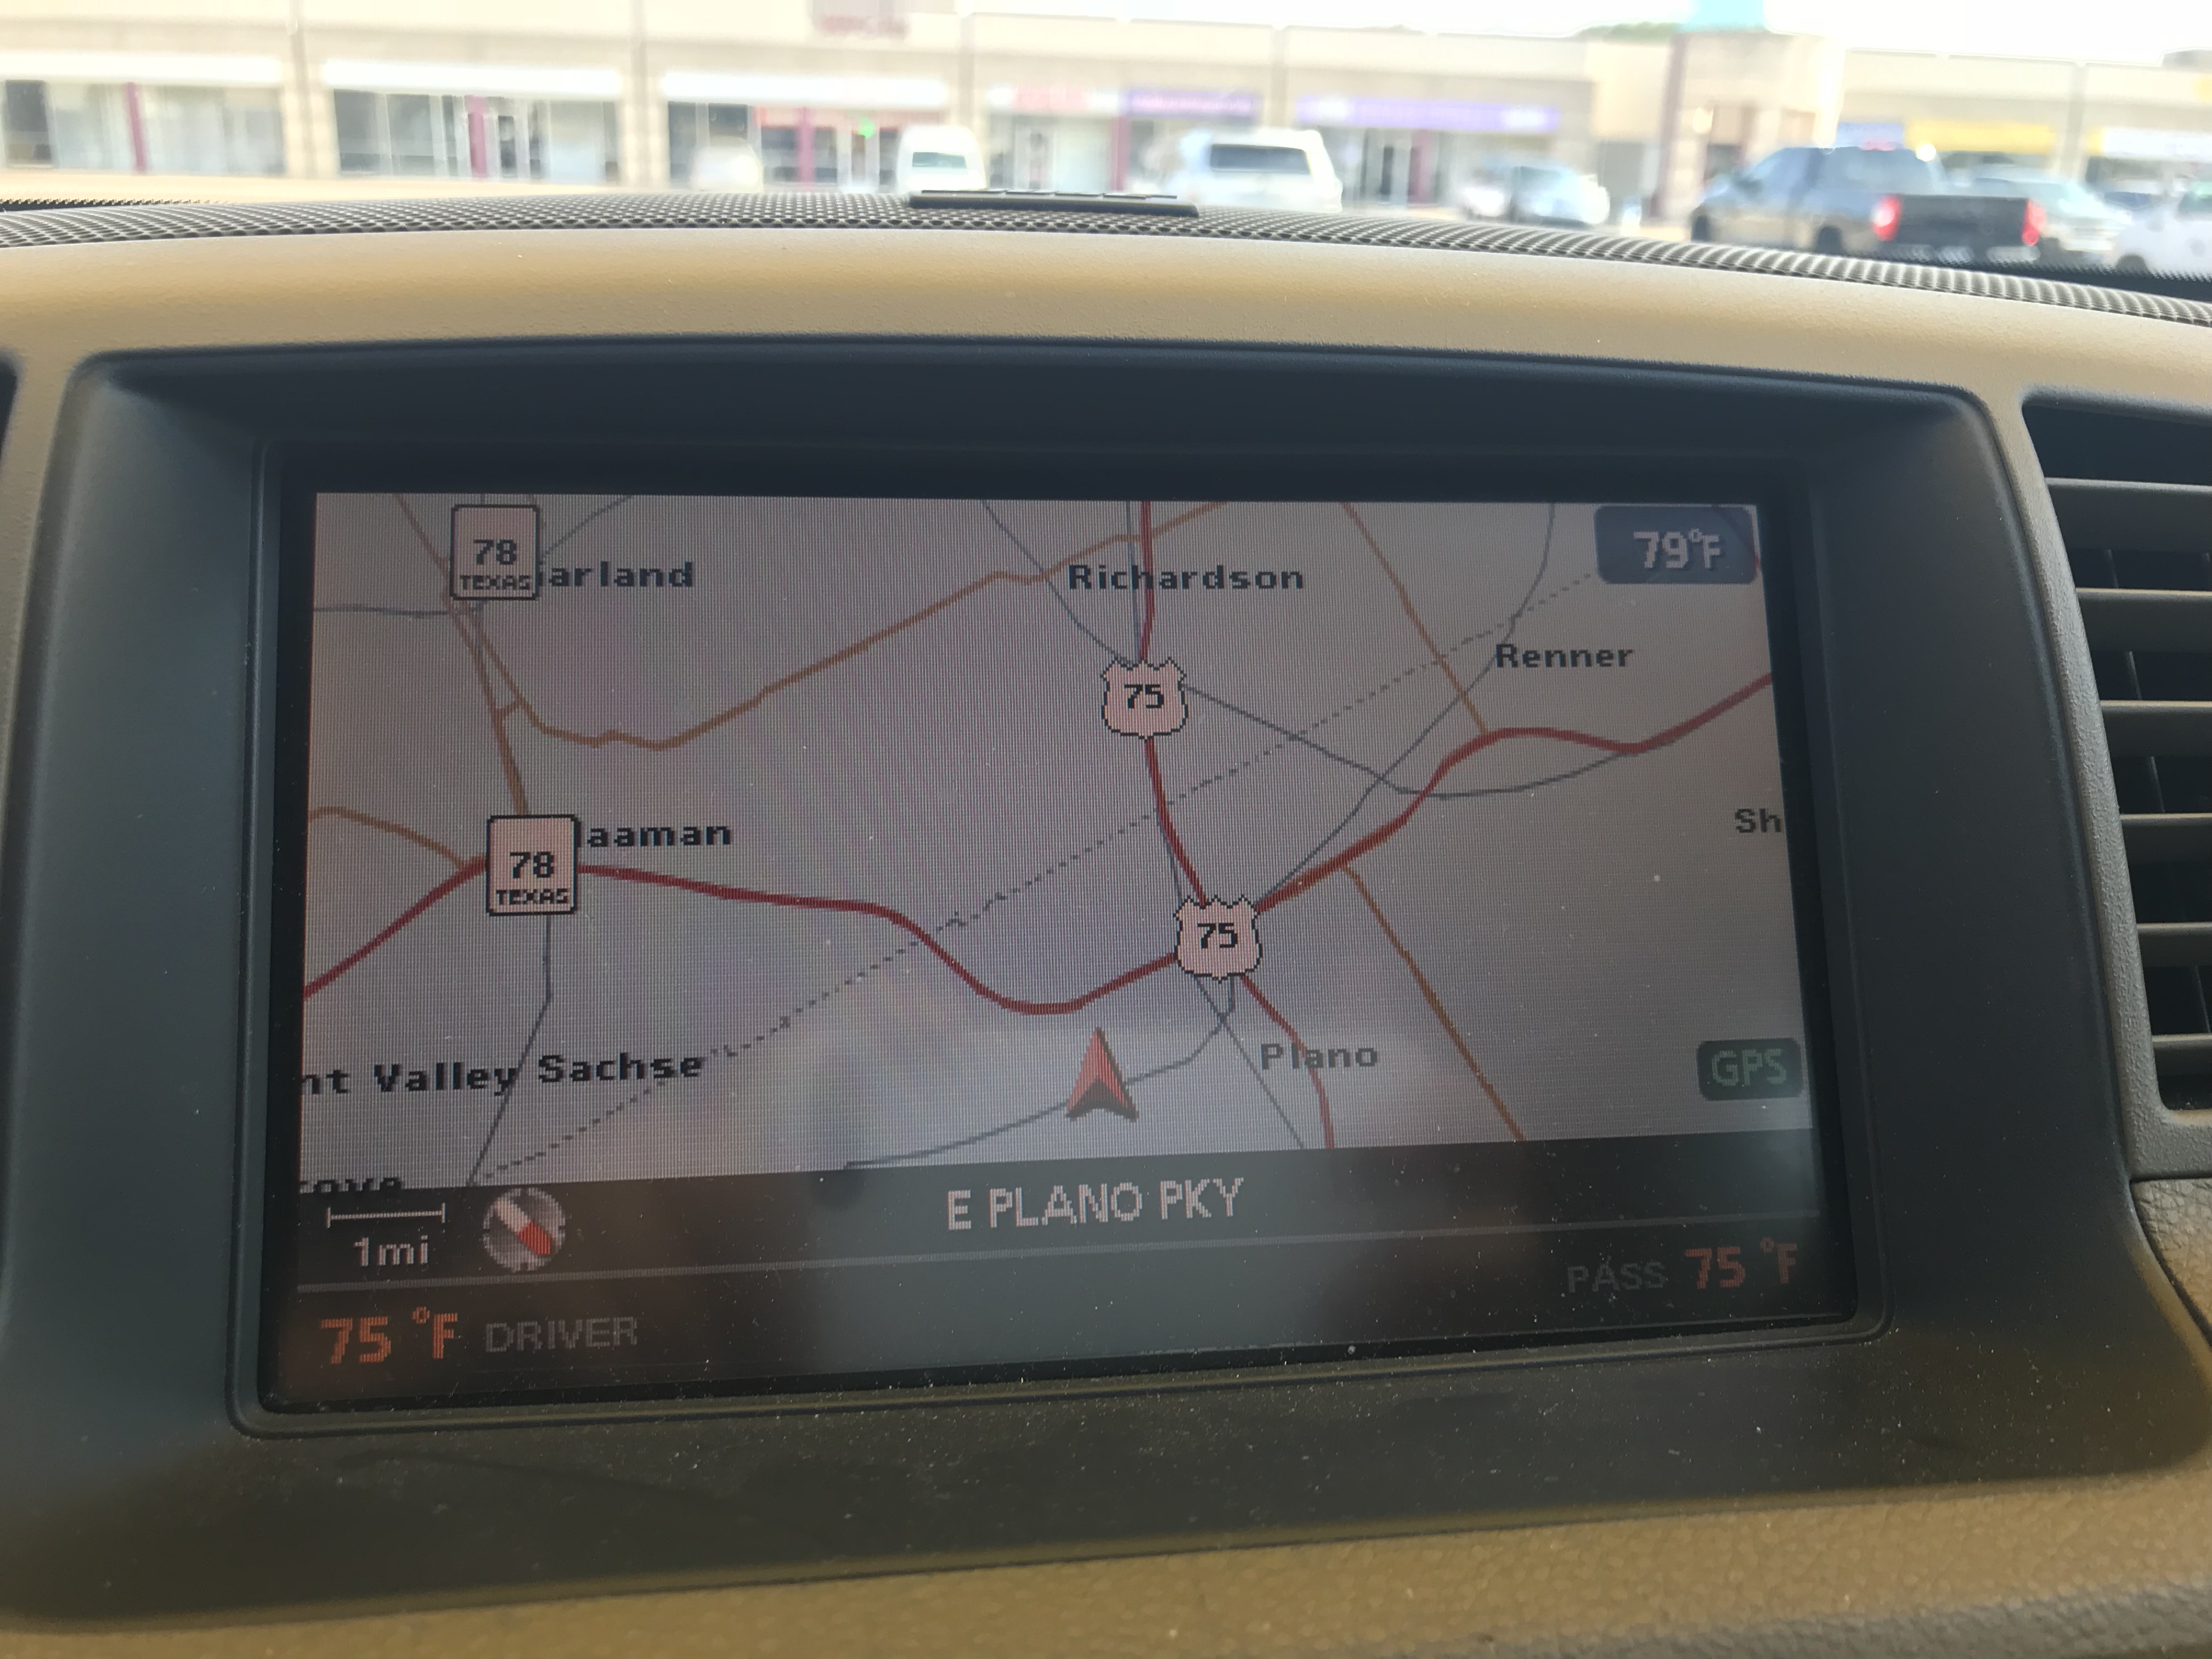 78
TEXAS
arland
Richardson
79°F
Renner
75
Sh
78
TEXAS
aaman
75
nt Valley
Sachse
Plano
GPS
E PLANO PKY
1mi
PASS 75 °F
75 °F DRIVER